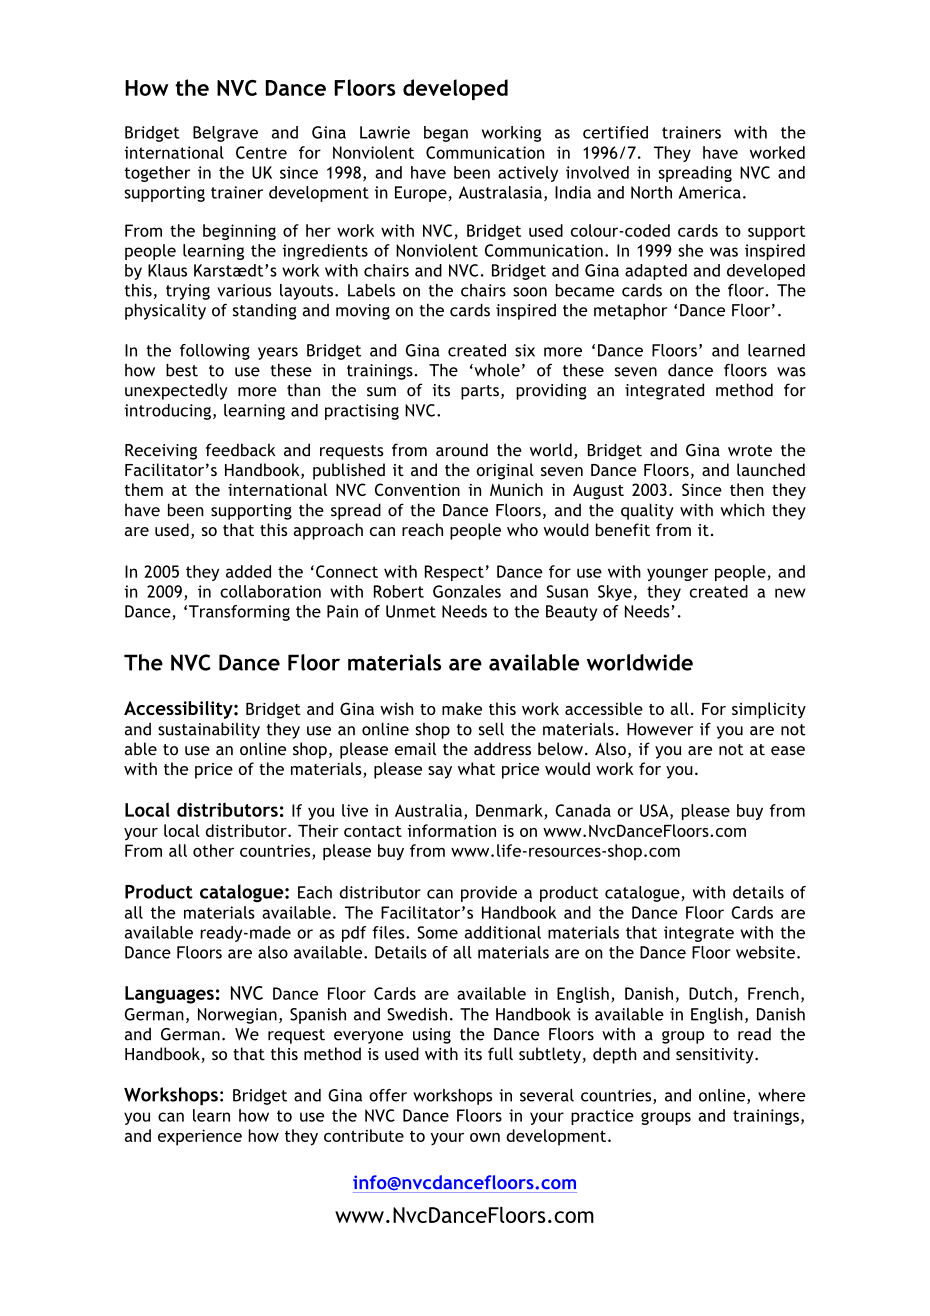 How the NVC Dance Floors developed
Bridget Belgrave and Gina Lawrie began working as certified trainers with the
international Centre for Nonviolent Communication in 1996/7. They have worked
together in the UK since 1998, and have been actively involved in spreading NVC and
supporting trainer development in Europe, Australasia, India and North America.
From the beginning of her work with NVC, Bridget used colour-coded cards to support
people learning the ingredients of Nonviolent Communication. In 1999 she was inspired
by Klaus Karstædt’s work with chairs and NVC. Bridget and Gina adapted and developed
this, trying various layouts. Labels on the chairs soon became cards on the floor. The
physicality of standing and moving on the cards inspired the metaphor ‘Dance Floor’.
In the following years Bridget and Gina created six more ‘Dance Floors’ and learned
how best to use these in trainings. The ‘whole’ of these seven dance floors was
unexpectedly more than the sum of its parts, providing an integrated method for
introducing, learning and practising NVC.
Receiving feedback and requests from around the world, Bridget and Gina wrote the
Facilitator’s Handbook, published it and the original seven Dance Floors, and launched
them at the international NVC Convention in Munich in August 2003. Since then they
have been supporting the spread of the Dance Floors, and the quality with which they
are used, so that this approach can reach people who would benefit from it.
In 2005 they added the ‘Connect with Respect’ Dance for use with younger people, and
in 2009, in collaboration with Robert Gonzales and Susan Skye, they created a new
Dance, ‘Transforming the Pain of Unmet Needs to the Beauty of Needs’.
The NVC Dance Floor materials are available worldwide
Accessibility: Bridget and Gina wish to make this work accessible to all. For simplicity
and sustainability they use an online shop to sell the materials. However if you are not
able to use an online shop, please email the address below. Also, if you are not at ease
with the price of the materials, please say what price would work for you.
Local distributors: If you live in Australia, Denmark, Canada or USA, please buy from
your local distributor. Their contact information is on www.NvcDanceFloors.com
From all other countries, please buy from www.life-resources-shop.com
Product catalogue: Each distributor can provide a product catalogue, with details of
all the materials available. The Facilitator’s Handbook and the Dance Floor Cards are
available ready-made or as pdf files. Some additional materials that integrate with the
Dance Floors are also available. Details of all materials are on the Dance Floor website.
Languages: NVC Dance Floor Cards are available in English, Danish, Dutch, French,
German, Norwegian, Spanish and Swedish. The Handbook is available in English, Danish
and German. We request everyone using the Dance Floors with a group to read the
Handbook, so that this method is used with its full subtlety, depth and sensitivity.
Workshops: Bridget and Gina offer workshops in several countries, and online, where
you can learn how to use the NVC Dance Floors in your practice groups and trainings,
and experience how they contribute to your own development.
info@nvcdancefloors.com
www.NvcDanceFloors.com